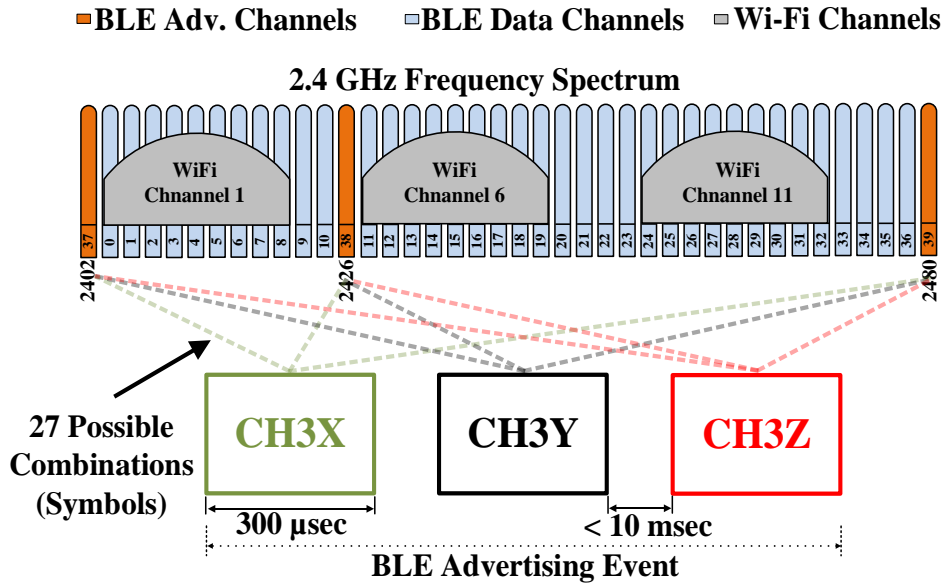 BLE Adv. Channels BLE Data Channels Wi-Fi Channels
2.4 GHz Frequency Spectrum
WiFi
Chnannel 1
WiFi
Chnannel 6
WiFi
Channel 11
37 0 1 2 3 4 5 6 7 8 9 10 38 11 12 13 14 15 16 17 18 19 20 21 22 23 24 25 26 27 28 29 30 31 32 33 34 35 36 39
2402 2426 2480
27 Possible
Combinations
(Symbols)
CH3X CH3Y CH3Z
300 µsec < 10 msec
BLE Advertising Event